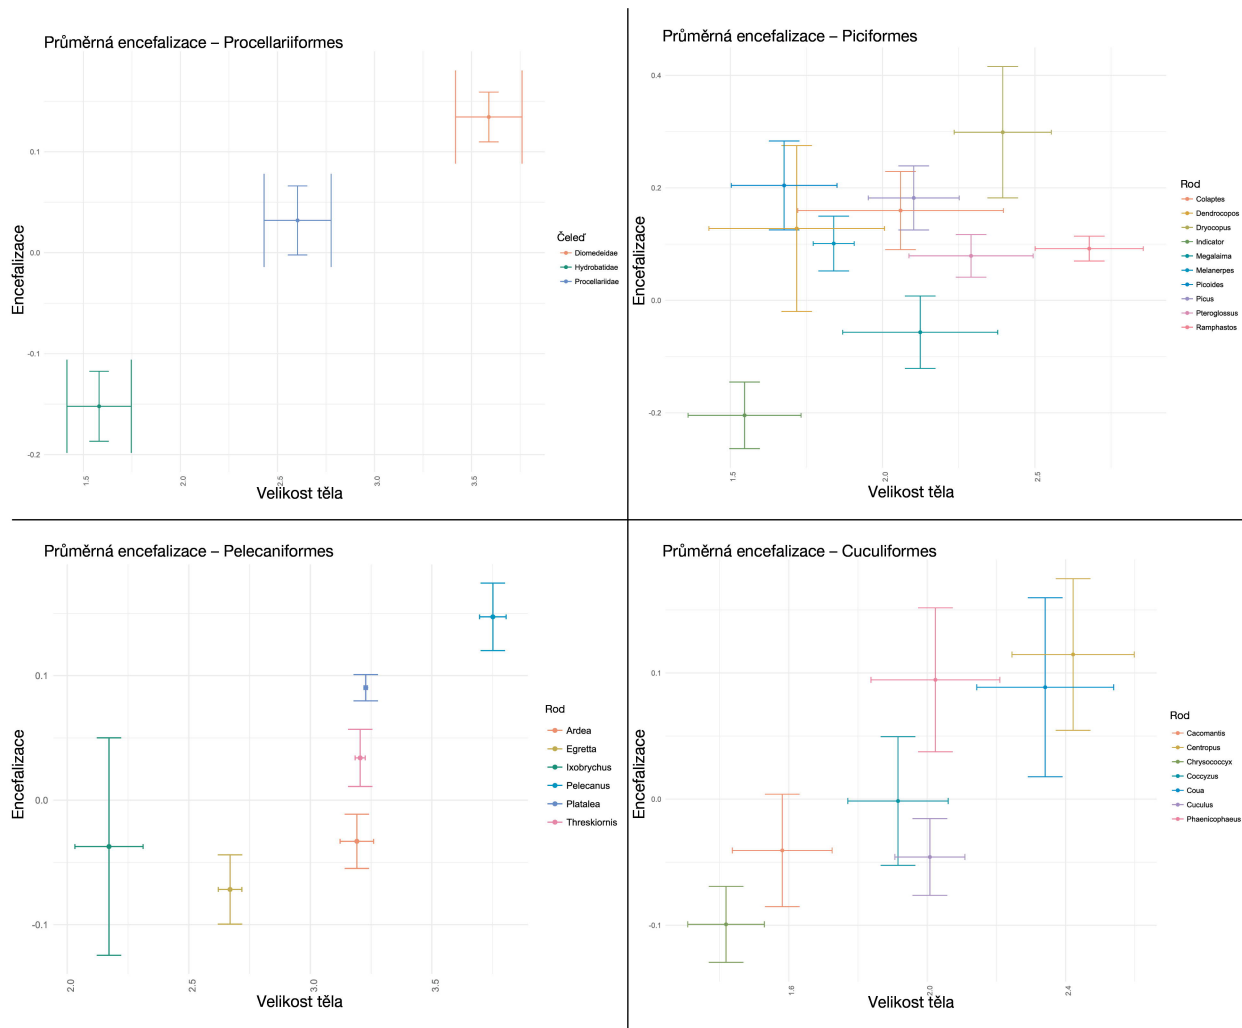 Průměrná encefalizace – Procellariiformes
Encefalizace
0.1
0.0
-0.1
-0.2
1.5
2.0
2.5
3.0
3.5
Velikost těla
Čeleď
Diomedeidae
Hydrobatidae
Procellariidae
Průměrná encefalizace – Piciformes
Encefalizace
0.4
0.2
0.0
-0.2
1.5
2.0
2.5
Velikost těla
Rod
Colaptes
Dendrocopos
Dryocopus
Indicator
Megalaima
Melanerpes
Picoides
Picus
Pteroglossus
Ramphastos
Průměrná encefalizace – Pelecaniformes
Encefalizace
0.1
0.0
-0.1
2.0
2.5
3.0
3.5
Velikost těla
Rod
Ardea
Egretta
Ixobrychus
Pelecanus
Platalea
Threskiornis
Průměrná encefalizace – Cuculiformes
Encefalizace
0.1
0.0
-0.1
1.6
2.0
2.4
Velikost těla
Rod
Cacomantis
Centropus
Chrysococcyx
Coccyzus
Coua
Cuculus
Phaenicophaeus